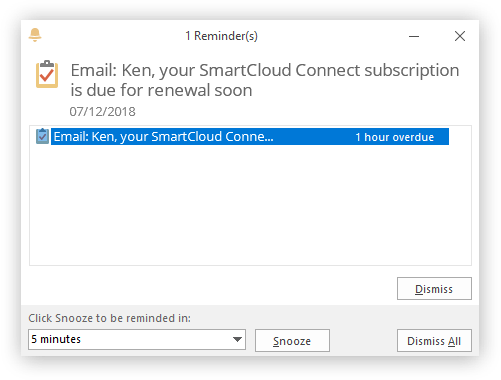 1 Reminder(s)
Email: Ken, your SmartCloud Connect subscription
is due for renewal soon
07/12/2018
Email: Ken, your SmartCloud Conne... 1 hour overdue
Dismiss
Click Snooze to be reminded in:
5 minutes Snooze Dismiss All